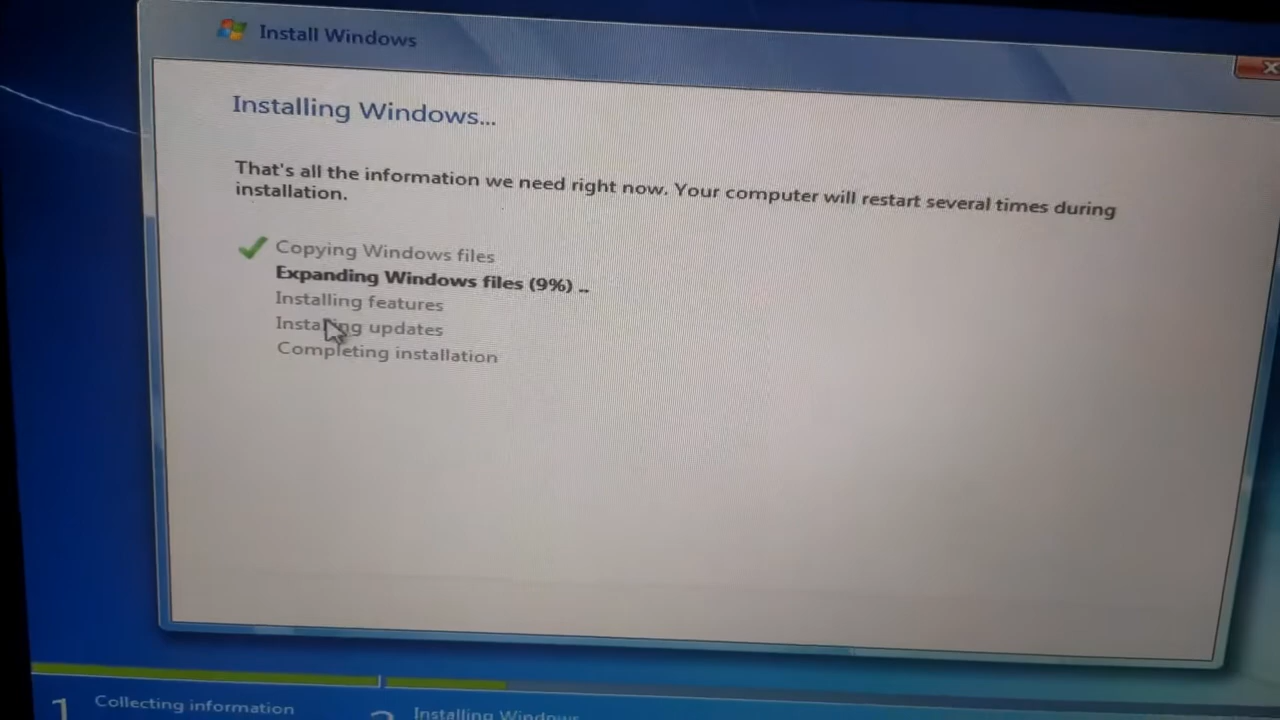 Install Windows
Installing Windows...
That's all the information we need right now. Your computer will restart several times during
installation.
Copying Windows files
Expanding Windows files (9%) ..
Installing features
Installing updates
Completing installation
1 Collecting information
2 Installing Windows